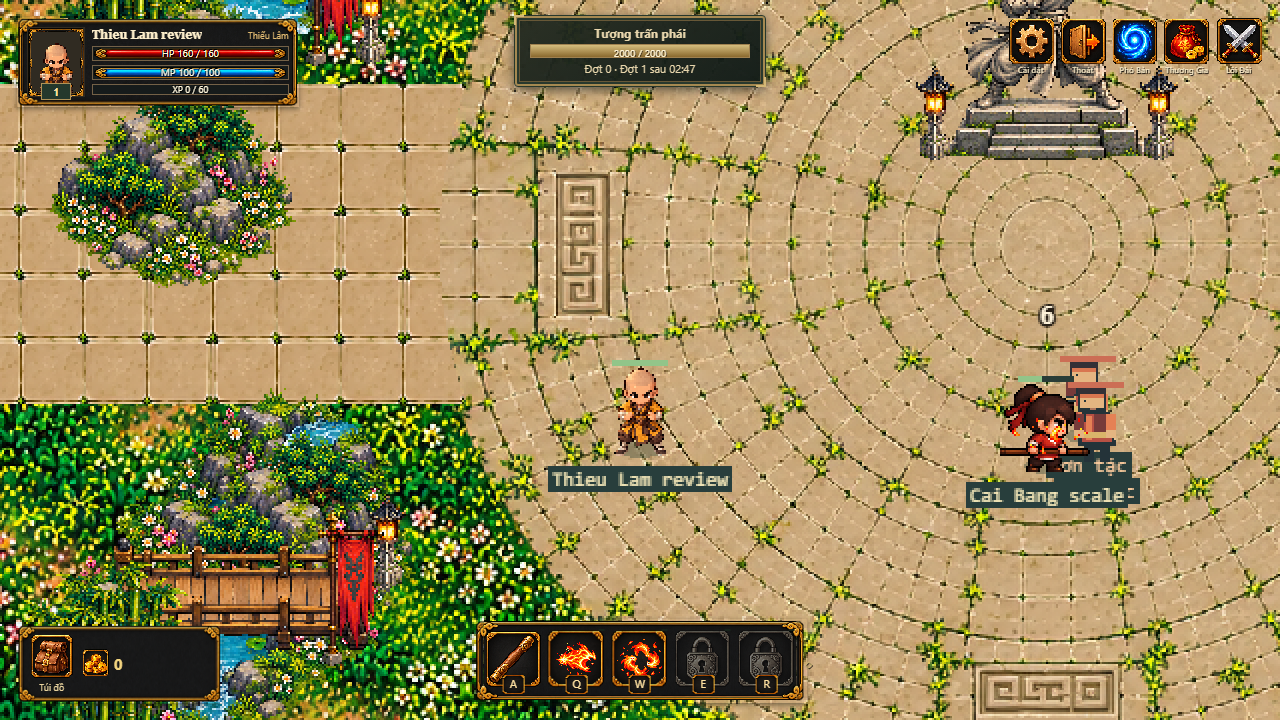 Thieu Lam review
Thiếu Lâm
HP 160 / 160
MP 100 / 100
1
XP 0 / 60
Tượng trấn phái
2000 / 2000
Đợt 0 · Đợt 1 sau 02:47
Cài đặt
Thoát
Phó Bản
Thương Gia
Lôi Đài
6
Thieu Lam review
ơn tặc
Cai Bang scale
0
Túi đồ
A
Q
W
E
R